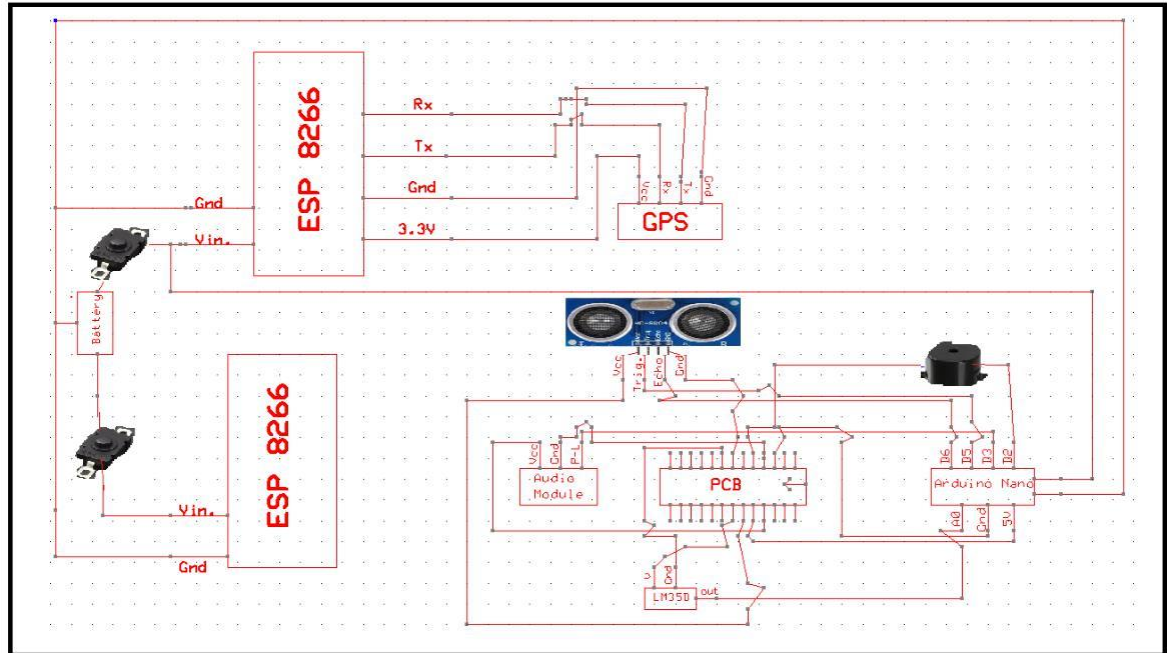 ESP 8266
Rx
Tx
Gnd
3.3V
Gnd
Vin.
Vcc
Rx
Tx
Gnd
GPS
Battery
HC-SR04
Vcc
Trig.
Echo
Gnd
ESP 8266
Vin.
Gnd
Vcc
Gnd
P-L
Audio
Module
PCB
D6
D5
D3
D2
Arduino Nano
A0
Gnd
5V
V
Gnd
LM35D
out